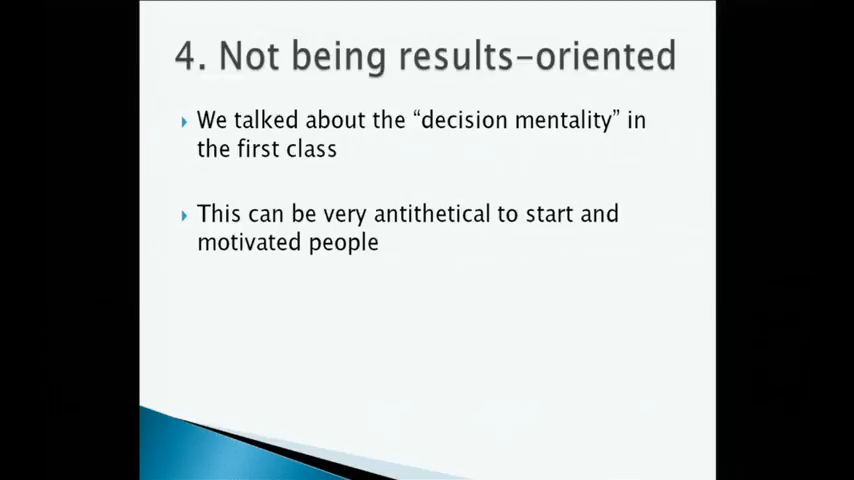 4. Not being results-oriented
We talked about the “decision mentality” in
the first class
This can be very antithetical to start and
motivated people